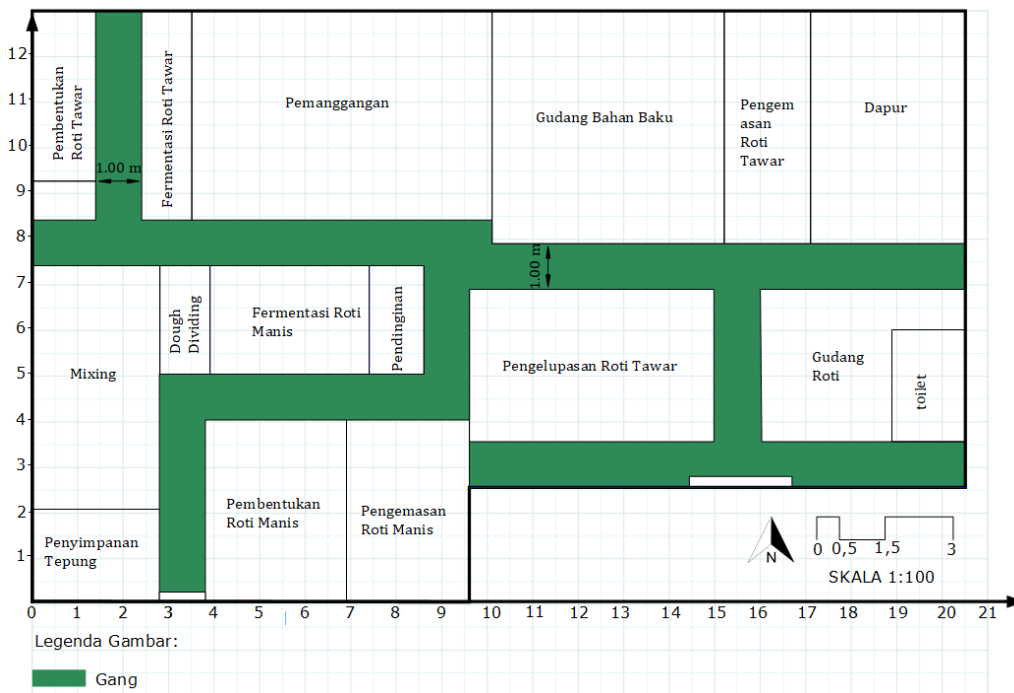 12
11
10
9
8
7
6
5
4
3
2
1
Pembentukan
Roti Tawar
1.00 m
Fermentasi Roti Tawar
Pemanggangan
Gudang Bahan Baku
Pengem
asan
Roti
Tawar
Dapur
1.00 m
Mixing
Dough
Dividing
Fermentasi Roti
Manis
Pendinginan
Pengelupasan Roti Tawar
Gudang
Roti
toilet
Penyimpanan
Tepung
Pembentukan
Roti Manis
Pengemasan
Roti Manis
N
0 0,5 1,5 3
SKALA 1:100
0 1 2 3 4 5 6 7 8 9 10 11 12 13 14 15 16 17 18 19 20 21
Legenda Gambar:
Gang